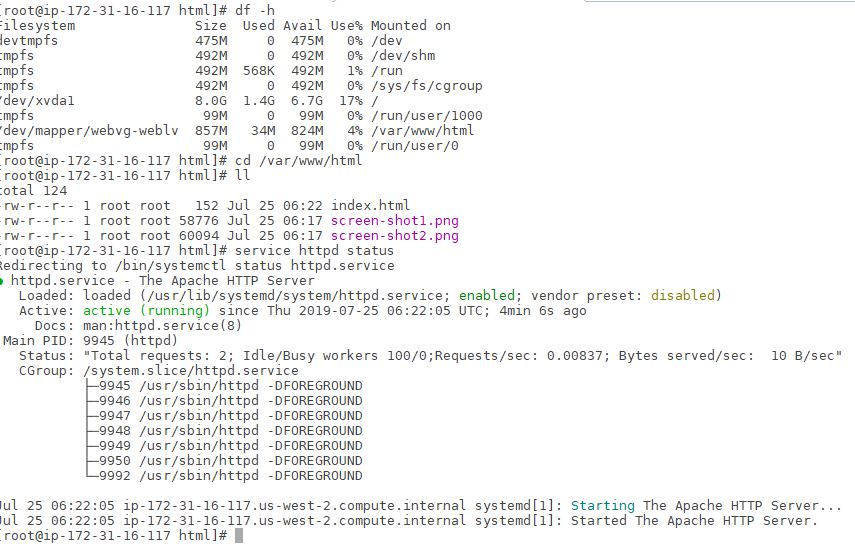 [root@ip-172-31-16-117 html]# df -h
Filesystem Size Used Avail Use% Mounted on
devtmpfs 475M 0 475M 0% /dev
tmpfs 492M 0 492M 0% /dev/shm
tmpfs 492M 568K 492M 1% /run
tmpfs 492M 0 492M 0% /sys/fs/cgroup
/dev/xvda1 8.0G 1.4G 6.7G 17% /
tmpfs 99M 0 99M 0% /run/user/1000
/dev/mapper/webvg-weblv 857M 34M 824M 4% /var/www/html
tmpfs 99M 0 99M 0% /run/user/0
[root@ip-172-31-16-117 html]# cd /var/www/html
[root@ip-172-31-16-117 html]# ll
total 124
-rw-r--r-- 1 root root 152 Jul 25 06:22 index.html
-rw-r--r-- 1 root root 58776 Jul 25 06:17 screen-shot1.png
-rw-r--r-- 1 root root 60094 Jul 25 06:17 screen-shot2.png
[root@ip-172-31-16-117 html]# service httpd status
Redirecting to /bin/systemctl status httpd.service
● httpd.service - The Apache HTTP Server
Loaded: loaded (/usr/lib/systemd/system/httpd.service; enabled; vendor preset: disabled)
Active: active (running) since Thu 2019-07-25 06:22:05 UTC; 4min 6s ago
Docs: man:httpd.service(8)
Main PID: 9945 (httpd)
Status: "Total requests: 2; Idle/Busy workers 100/0;Requests/sec: 0.00837; Bytes served/sec: 10 B/sec"
CGroup: /system.slice/httpd.service
├─9945 /usr/sbin/httpd -DFOREGROUND
├─9946 /usr/sbin/httpd -DFOREGROUND
├─9947 /usr/sbin/httpd -DFOREGROUND
├─9948 /usr/sbin/httpd -DFOREGROUND
├─9949 /usr/sbin/httpd -DFOREGROUND
├─9950 /usr/sbin/httpd -DFOREGROUND
└─9992 /usr/sbin/httpd -DFOREGROUND
Jul 25 06:22:05 ip-172-31-16-117.us-west-2.compute.internal systemd[1]: Starting The Apache HTTP Server...
Jul 25 06:22:05 ip-172-31-16-117.us-west-2.compute.internal systemd[1]: Started The Apache HTTP Server.
[root@ip-172-31-16-117 html]#